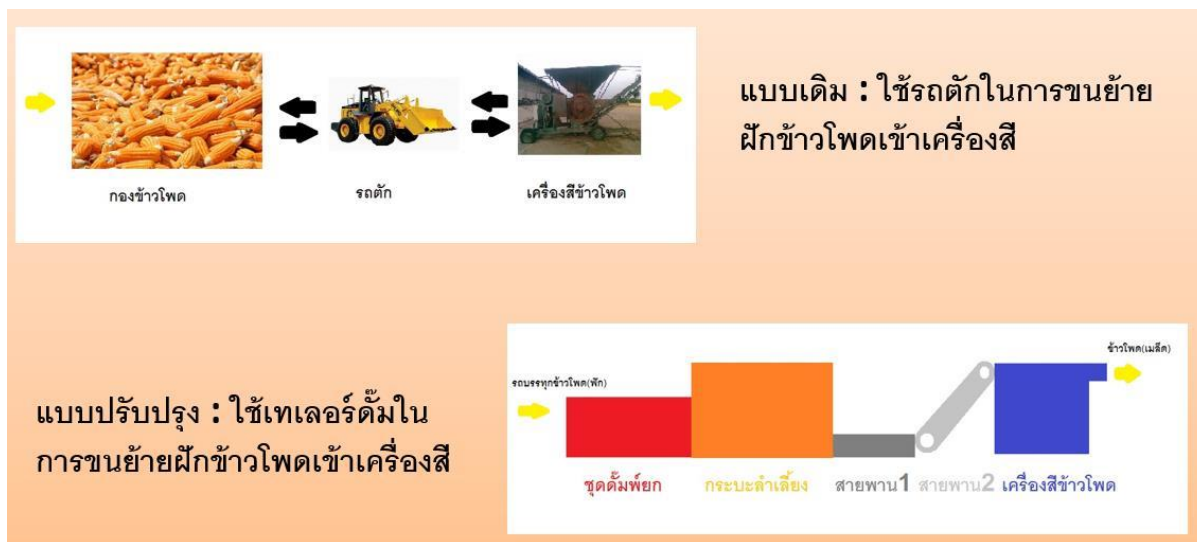 แบบเดิม : ใช้รถตักในการขนย้าย
ฝักข้าวโพดเข้าเครื่องสี
กองข้าวโพด
รถตัก
เครื่องสีข้าวโพด
แบบปรับปรุง : ใช้เทเลอร์ดั๊มใน
การขนย้ายฝักข้าวโพดเข้าเครื่องสี
รถบรรทุกข้าวโพด(ฟัก)
ข้าวโพด(เมล็ด)
ชุดดั๊มพ์ยก
กระบะลำเลี้ยง
สายพาน1
สายพาน2
เครื่องสีข้าวโพด